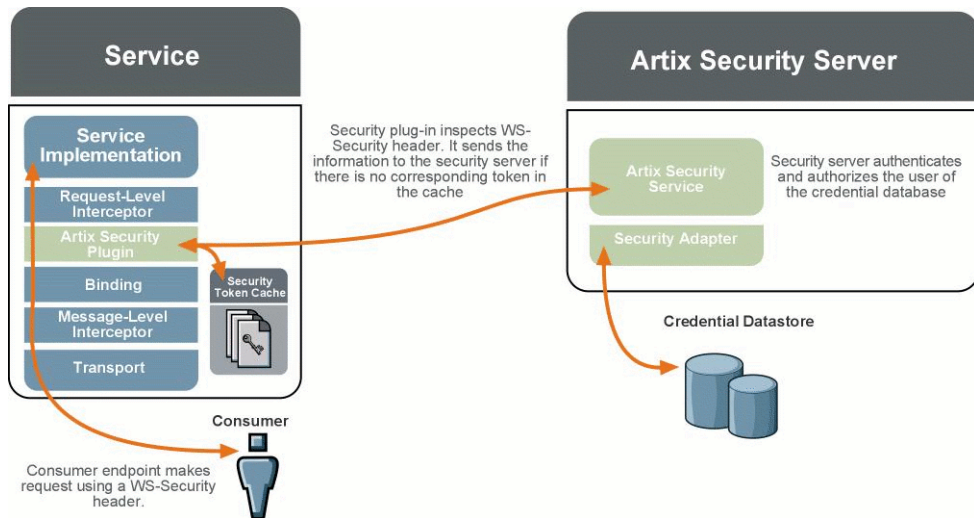 Service
Service
Implementation
Request-Level
Interceptor
Artix Security
Plugin
Binding
Message-Level
Interceptor
Transport
Security
Token Cache
Consumer
Consumer endpoint makes
request using a WS-Security
header.
Security plug-in inspects WS-
Security header. It sends the
information to the security server if
there is no corresponding token in
the cache
Artix Security Server
Artix Security
Service
Security Adapter
Security server authenticates
and authorizes the user of
the credential database
Credential Datastore